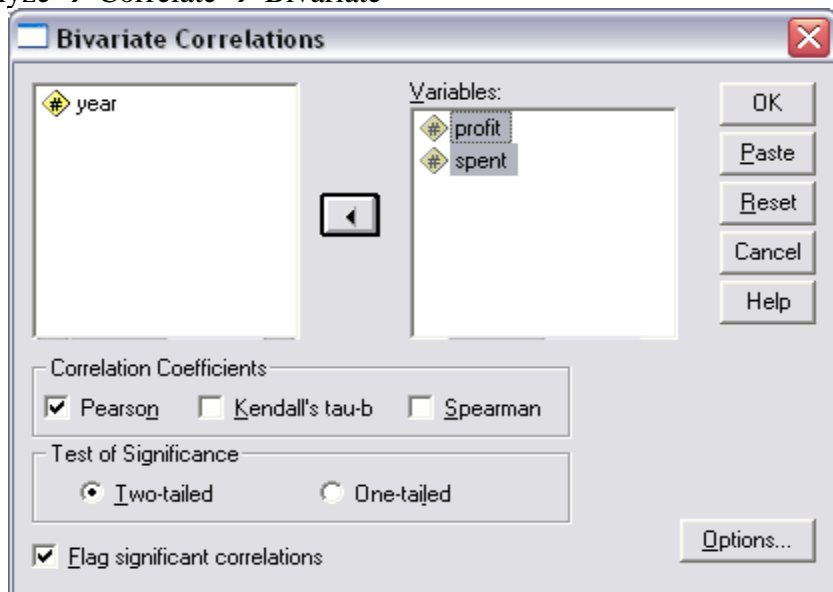 Bivariate Correlations
year
Variables:
profit
spent
OK
Paste
Reset
Cancel
Help
Correlation Coefficients
Pearson Kendall's tau-b Spearman
Test of Significance
Two-tailed One-tailed
Flag significant correlations
Options...